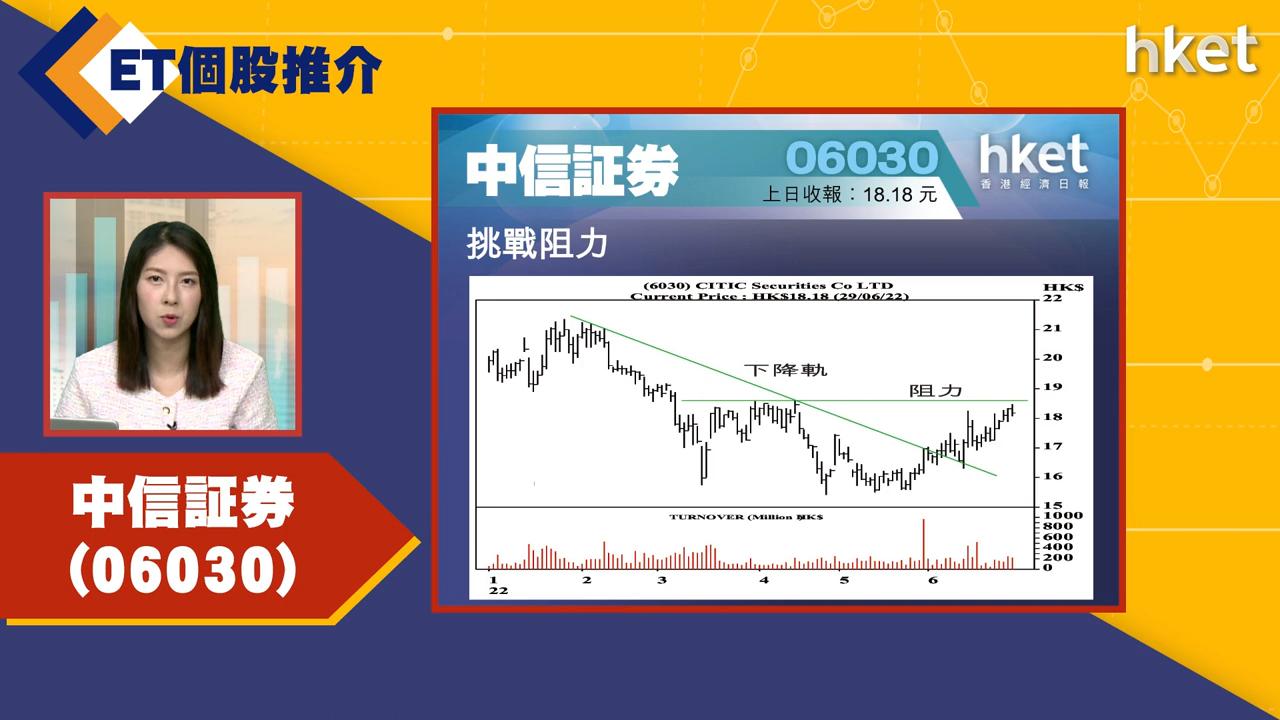 ET個股推介
hket
中信証券
06030
hket
香港經濟日報
上日收報：18.18 元
挑戰阻力
(6030) CITIC Securities Co LTD
Current Price : HK$18.18 (29/06/22)
HK$
22
21
20
19
18
17
16
15
下降軌
阻力
TURNOVER (Million HK$
1000
800
600
400
200
0
1 2 3 4 5 6
22
中信証券
(06030)